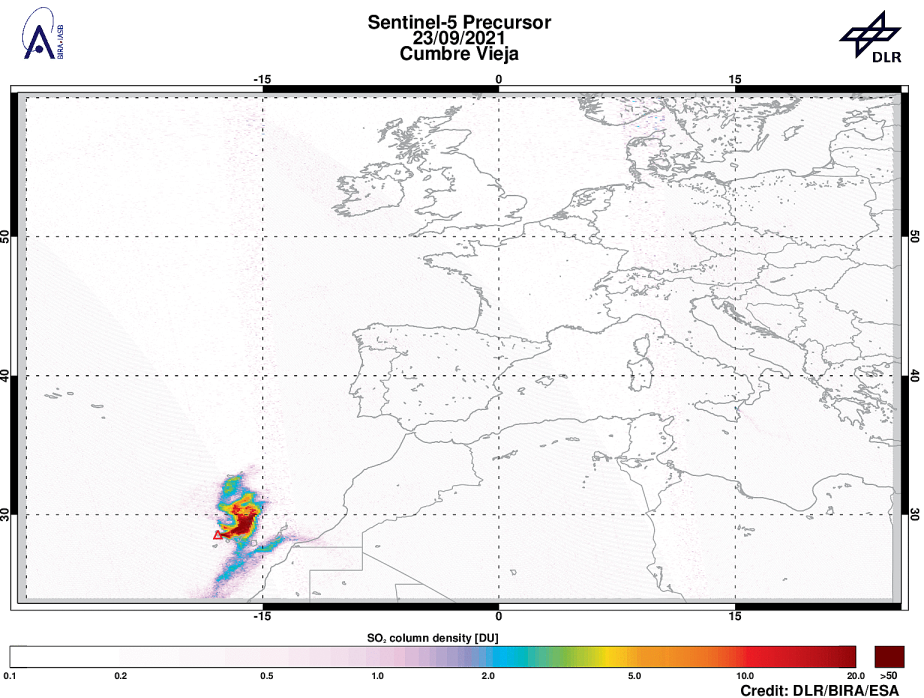 Sentinel-5 Precursor
23/09/2021
Cumbre Vieja
BIRA-IASB
DLR
-15 0 15
50 50
40 40
30 30
-15 0 15
SO₂ column density [DU]
0.1 0.2 0.5 1.0 2.0 5.0 10.0 20.0 >50
Credit: DLR/BIRA/ESA